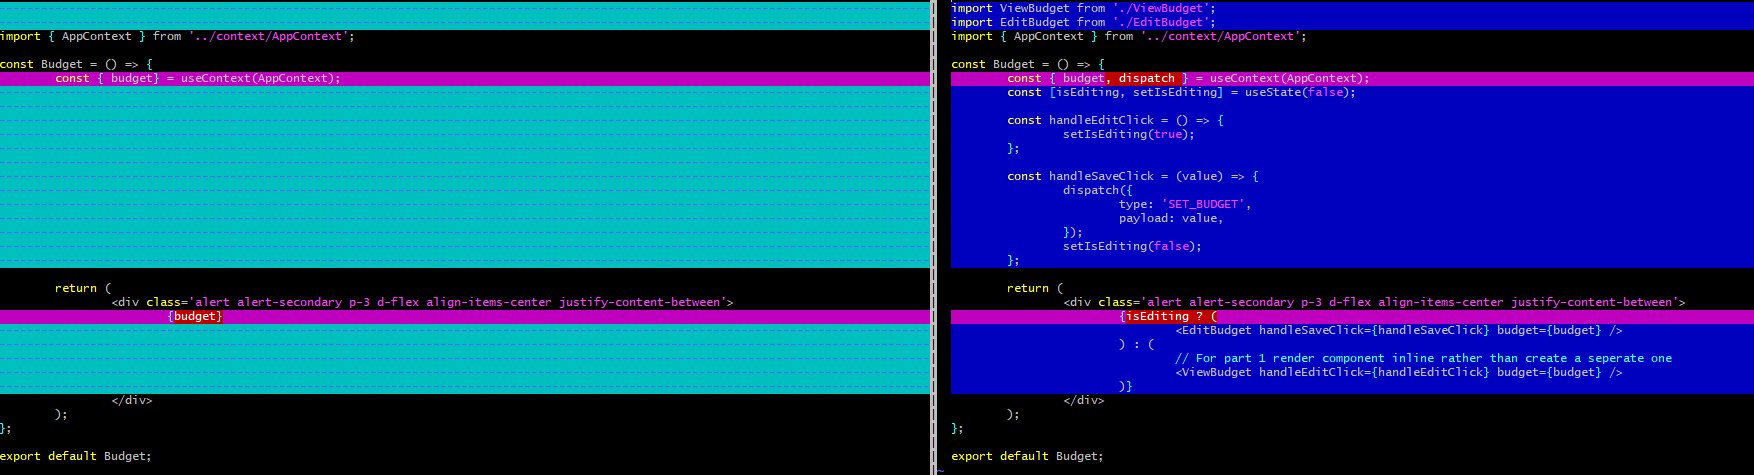 import { AppContext } from '../context/AppContext';
const Budget = () => {
const { budget} = useContext(AppContext);
return (
<div class='alert alert-secondary p-3 d-flex align-items-center justify-content-between'>
{budget}
</div>
);
};
export default Budget;
import ViewBudget from './ViewBudget';
import EditBudget from './EditBudget';
import { AppContext } from '../context/AppContext';
const Budget = () => {
const { budget, dispatch } = useContext(AppContext);
const [isEditing, setIsEditing] = useState(false);
const handleEditClick = () => {
setIsEditing(true);
};
const handleSaveClick = (value) => {
dispatch({
type: 'SET_BUDGET',
payload: value,
});
setIsEditing(false);
};
return (
<div class='alert alert-secondary p-3 d-flex align-items-center justify-content-between'>
{isEditing ? (
<EditBudget handleSaveClick={handleSaveClick} budget={budget} />
) : (
// For part 1 render component inline rather than create a seperate one
<ViewBudget handleEditClick={handleEditClick} budget={budget} />
)}
</div>
);
};
export default Budget;
~